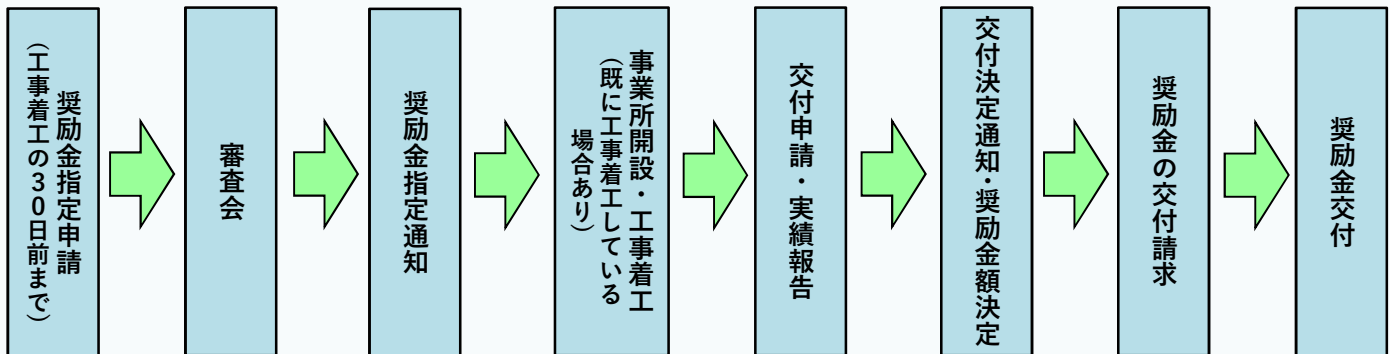 奨励金指定申請
（工事着工の３０日前まで）
審査会
奨励金指定通知
事業所開設・工事着工
（既に工事着工している
場合あり）
交付申請・実績報告
交付決定通知・奨励金額決定
奨励金の交付請求
奨励金交付